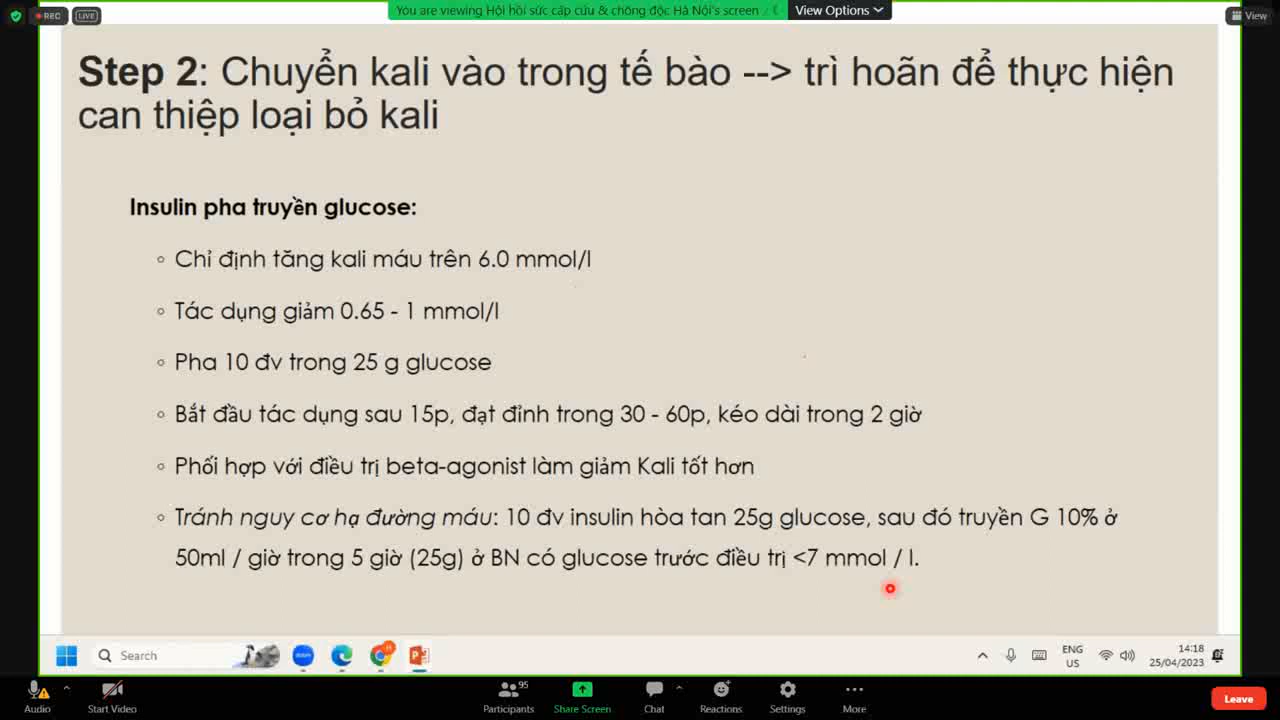 REC
LIVE
You are viewing Hội hồi sức cấp cứu & chống độc Hà Nội's screen
View Options
View
Step 2: Chuyển kali vào trong tế bào --> trì hoãn để thực hiện
can thiệp loại bỏ kali
Insulin pha truyền glucose:
Chỉ định tăng kali máu trên 6.0 mmol/l
Tác dụng giảm 0.65 - 1 mmol/l
Pha 10 đv trong 25 g glucose
Bắt đầu tác dụng sau 15p, đạt đỉnh trong 30 - 60p, kéo dài trong 2 giờ
Phối hợp với điều trị beta-agonist làm giảm Kali tốt hơn
Tránh nguy cơ hạ đường máu: 10 đv insulin hòa tan 25g glucose, sau đó truyền G 10% ở
50ml / giờ trong 5 giờ (25g) ở BN có glucose trước điều trị <7 mmol / l.
Search
zoom
ENG
US
14:18
25/04/2023
Audio
Start Video
95
Participants
Share Screen
Chat
Reactions
Settings
More
Leave